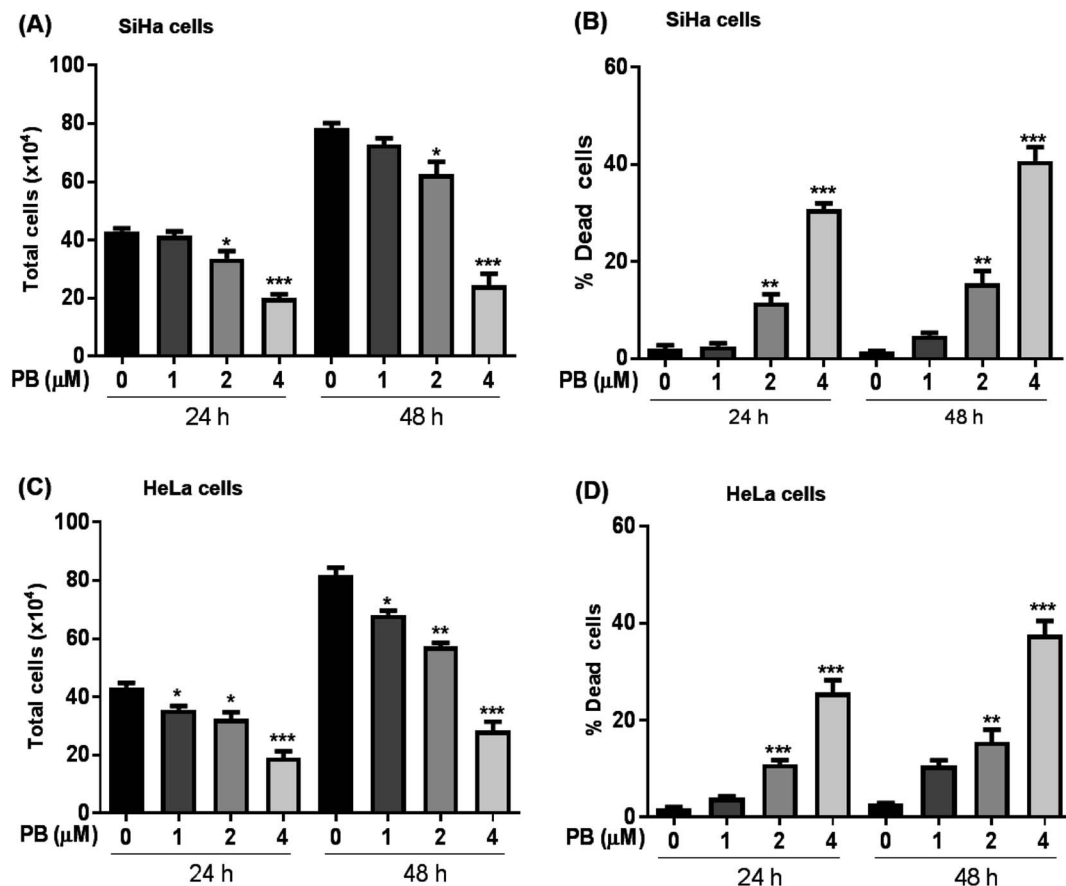 (A) SiHa cells
Total cells (x10⁴)
100
80
60
40
20
0
* *** * ***
PB (μM) 0 1 2 4 0 1 2 4
24 h 48 h
(B) SiHa cells
% Dead cells
60
40
20
0
** *** ** ***
PB (μM) 0 1 2 4 0 1 2 4
24 h 48 h
(C) HeLa cells
Total cells (x10⁴)
100
80
60
40
20
0
* * *** * ** ***
PB (μM) 0 1 2 4 0 1 2 4
24 h 48 h
(D) HeLa cells
% Dead cells
60
40
20
0
*** *** ** ***
PB (μM) 0 1 2 4 0 1 2 4
24 h 48 h